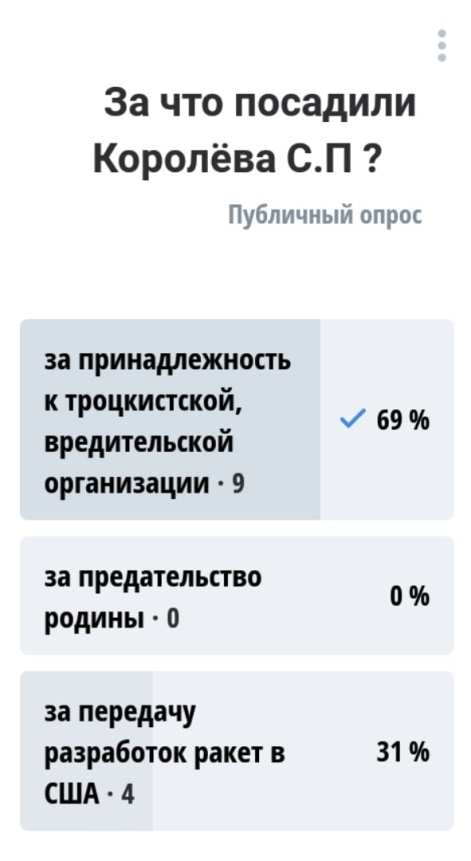 За что посадили
Королёва С.П ?
Публичный опрос
за принадлежность
к троцкистской,
вредительской
организации · 9
69 %
за предательство
родины · 0
0 %
за передачу
разработок ракет в
США · 4
31 %